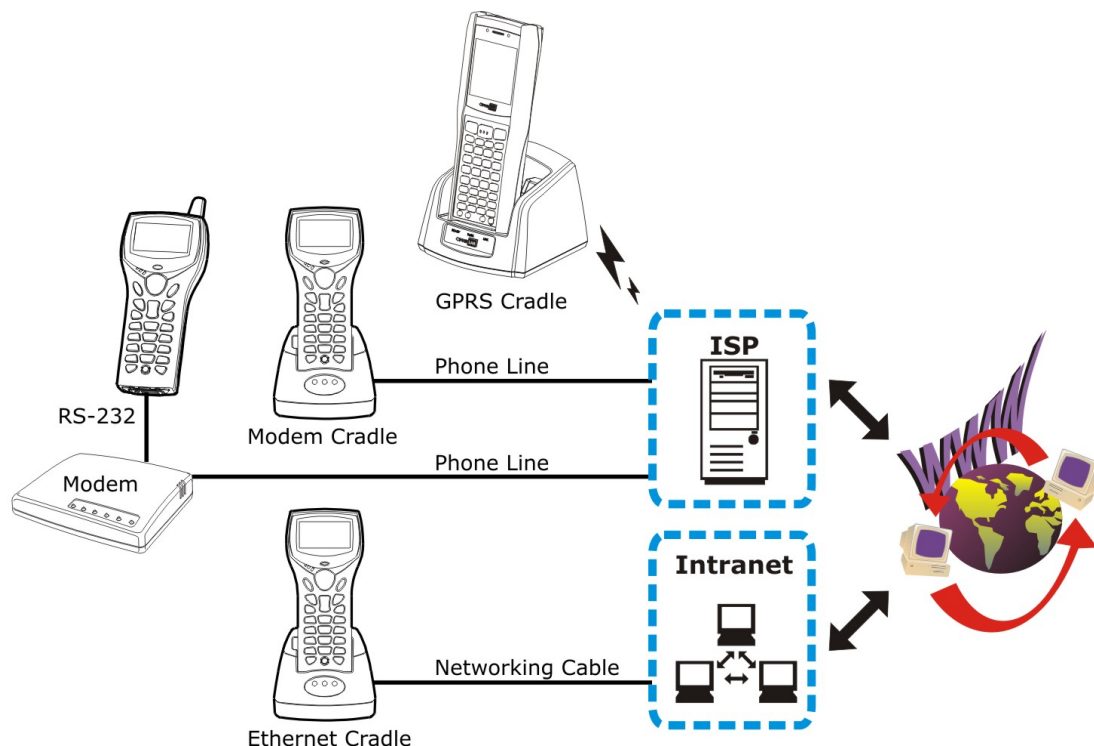 GPRS Cradle
ISP
Phone Line
RS-232
Modem Cradle
Phone Line
Modem
WWW
Intranet
Networking Cable
Ethernet Cradle